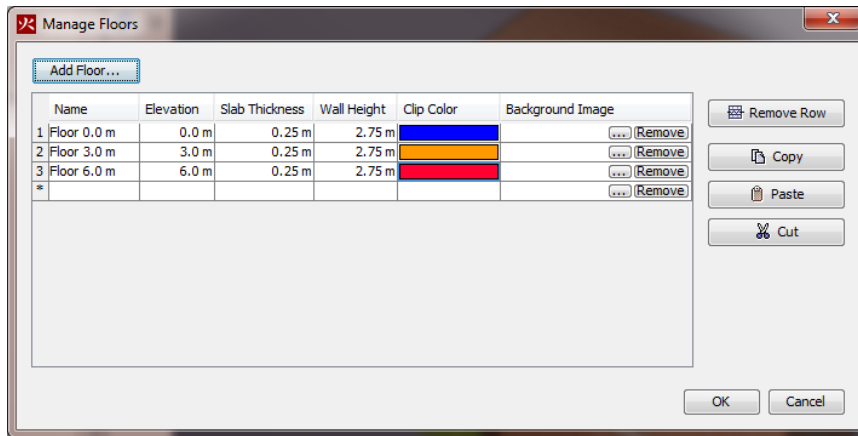 Manage Floors
x
Add Floor...
Name Elevation Slab Thickness Wall Height Clip Color Background Image
1 Floor 0.0 m 0.0 m 0.25 m 2.75 m ... Remove
2 Floor 3.0 m 3.0 m 0.25 m 2.75 m ... Remove
3 Floor 6.0 m 6.0 m 0.25 m 2.75 m ... Remove
* ... Remove
Remove Row
Copy
Paste
Cut
OK Cancel